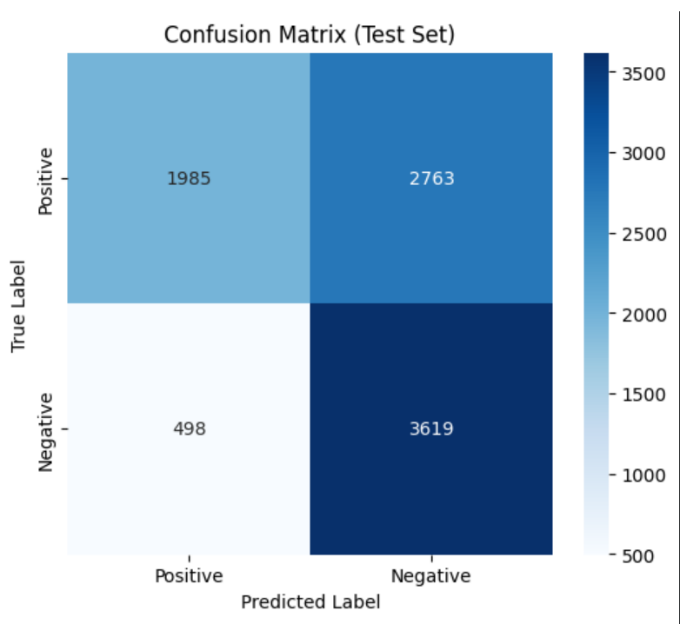 Confusion Matrix (Test Set)
Positive
1985
2763
Negative
498
3619
True Label
Positive
Negative
Predicted Label
3500
3000
2500
2000
1500
1000
500